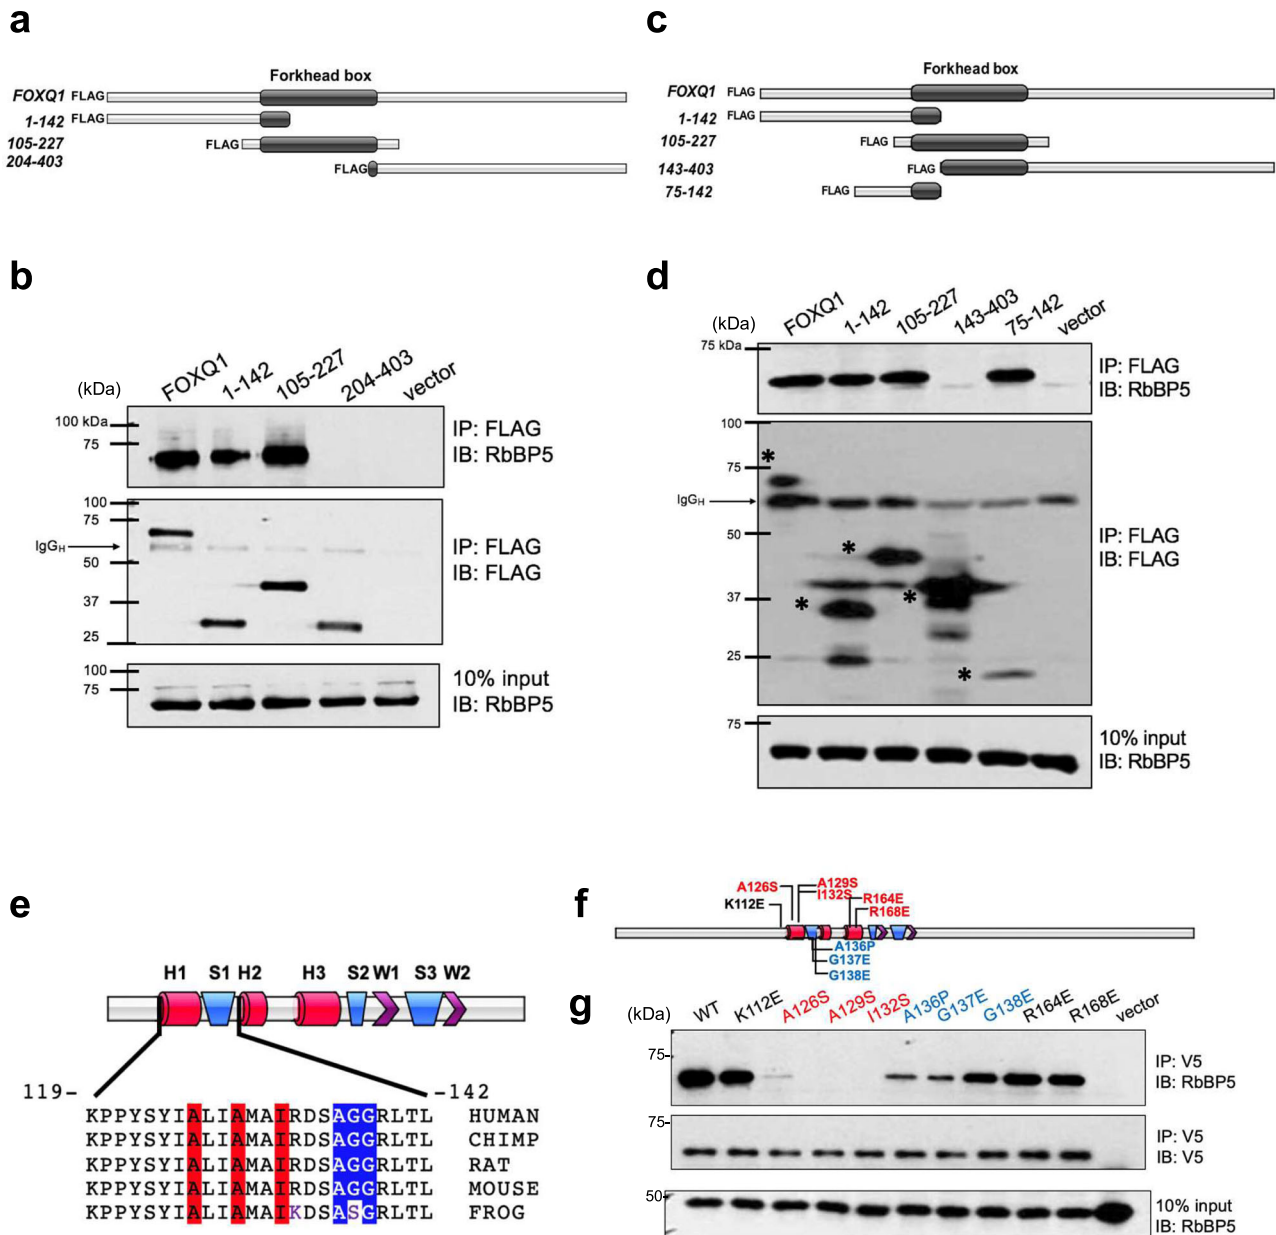 a
Forkhead box
FOXQ1 FLAG
1-142 FLAG
105-227 FLAG
204-403 FLAG
c
Forkhead box
FOXQ1 FLAG
1-142 FLAG
105-227 FLAG
143-403 FLAG
75-142 FLAG
b
(kDa) FOXQ1 1-142 105-227 204-403 vector
100 kDa
75
IP: FLAG
IB: RbBP5
100
75
IgGH
50
37
25
IP: FLAG
IB: FLAG
100
75
10% input
IB: RbBP5
d
(kDa) FOXQ1 1-142 105-227 143-403 75-142 vector
75 kDa
IP: FLAG
IB: RbBP5
100
75
IgGH
50
37
25
* * * * *
IP: FLAG
IB: FLAG
75
10% input
IB: RbBP5
e
H1 S1 H2 H3 S2 W1 S3 W2
119- -142
KPPYSYIALIAMAIRDSAGGRLTL HUMAN
KPPYSYIALIAMAIRDSAGGRLTL CHIMP
KPPYSYIALIAMAIRDSAGGRLTL RAT
KPPYSYIALIAMAIRDSAGGRLTL MOUSE
KPPYSYIALIAMAIKDSASGRLTL FROG
f
A126S
K112E
A129S
I132S
R164E
R168E
A136P
G137E
G138E
g
(kDa) WT K112E A126S A129S I132S A136P G137E G138E R164E R168E vector
75-
IP: V5
IB: RbBP5
75-
IP: V5
IB: V5
50-
10% input
IB: RbBP5